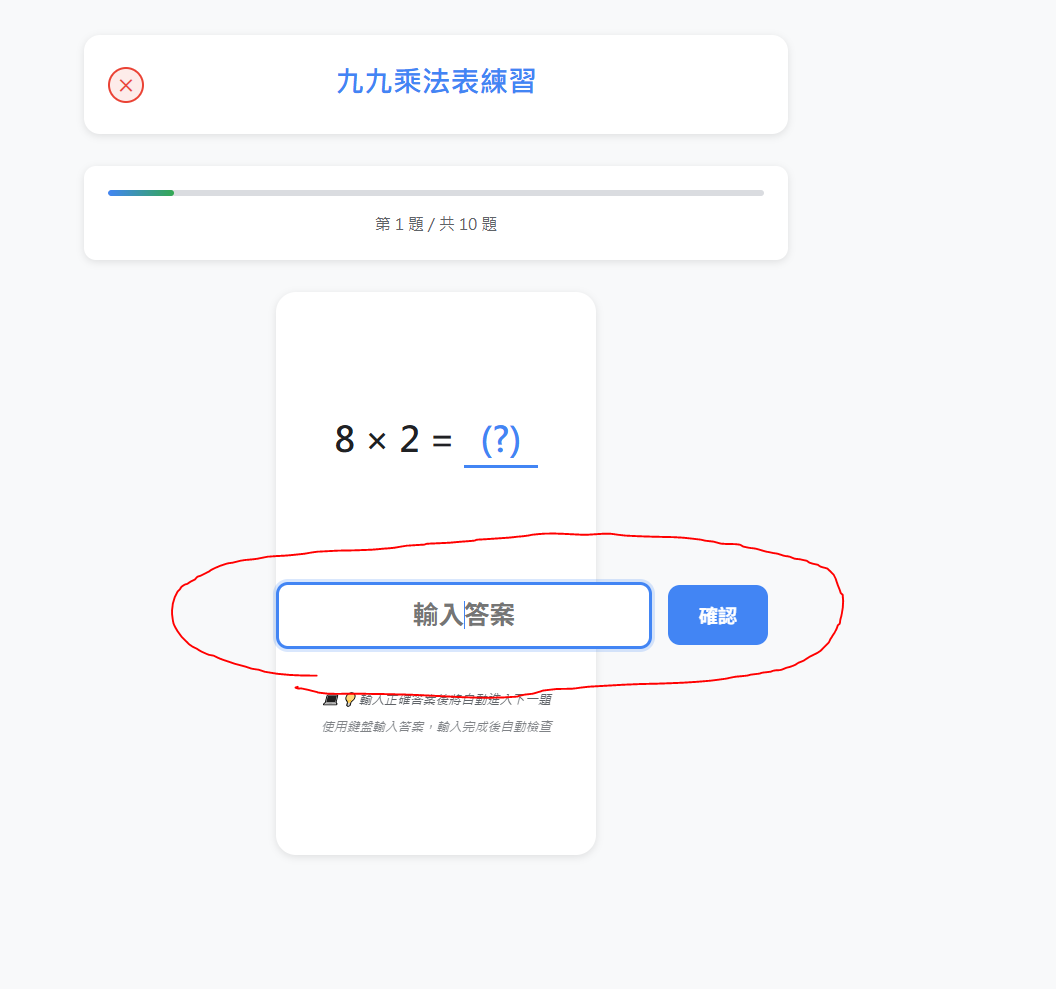 九九乘法表練習
第 1 題 / 共 10 題
8 × 2 = (?)
輸入答案
確認
輸入正確答案後將自動進入下一題
使用鍵盤輸入答案，輸入完成後自動檢查